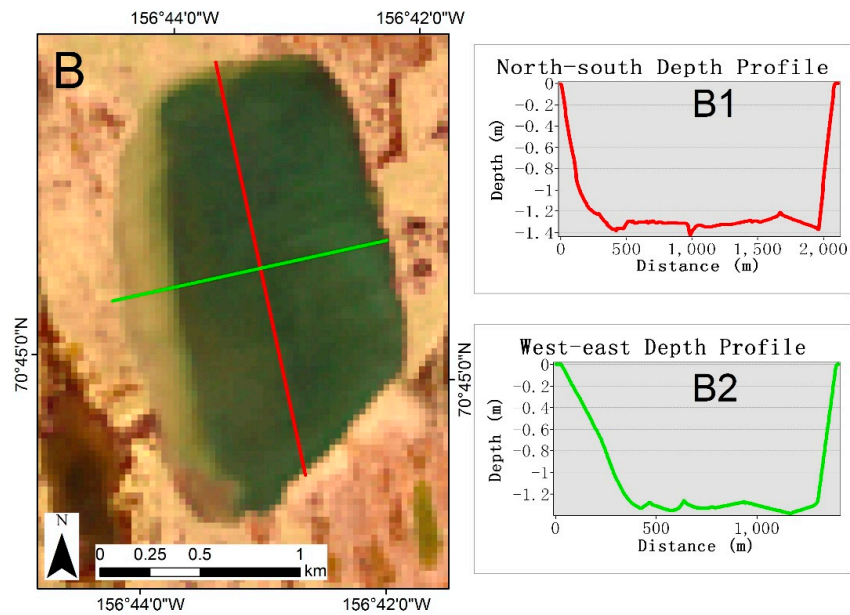 156°44'0"W 156°42'0"W
B
70°45'0"N
70°45'0"N
N
0 0.25 0.5 1
km
156°44'0"W 156°42'0"W
North-south Depth Profile
B1
Depth (m)
0
-0.2
-0.4
-0.6
-0.8
-1
-1.2
-1.4
0 500 1,000 1,500 2,000
Distance (m)
West-east Depth Profile
B2
Depth (m)
0
-0.2
-0.4
-0.6
-0.8
-1
-1.2
0 500 1,000
Distance (m)